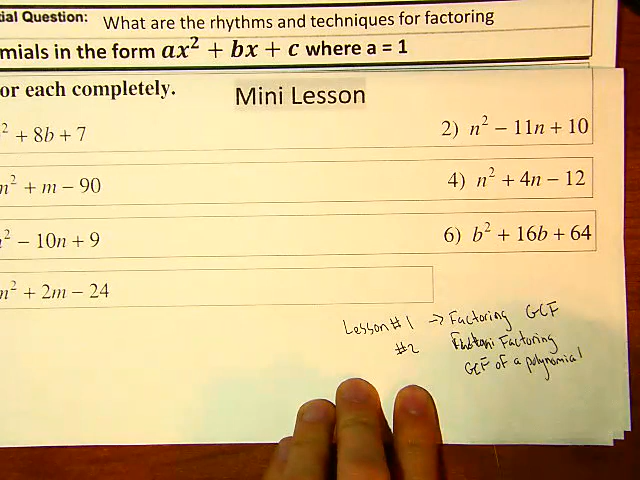 ial Question: What are the rhythms and techniques for factoring
mials in the form ax² + bx + c where a = 1
or each completely. Mini Lesson
² + 8b + 7 2) n² − 11n + 10
m² + m − 90 4) n² + 4n − 12
² − 10n + 9 6) b² + 16b + 64
m² + 2m − 24
Lesson #1 → Factoring GCF
#2 Factoring
GCF of a polynomial